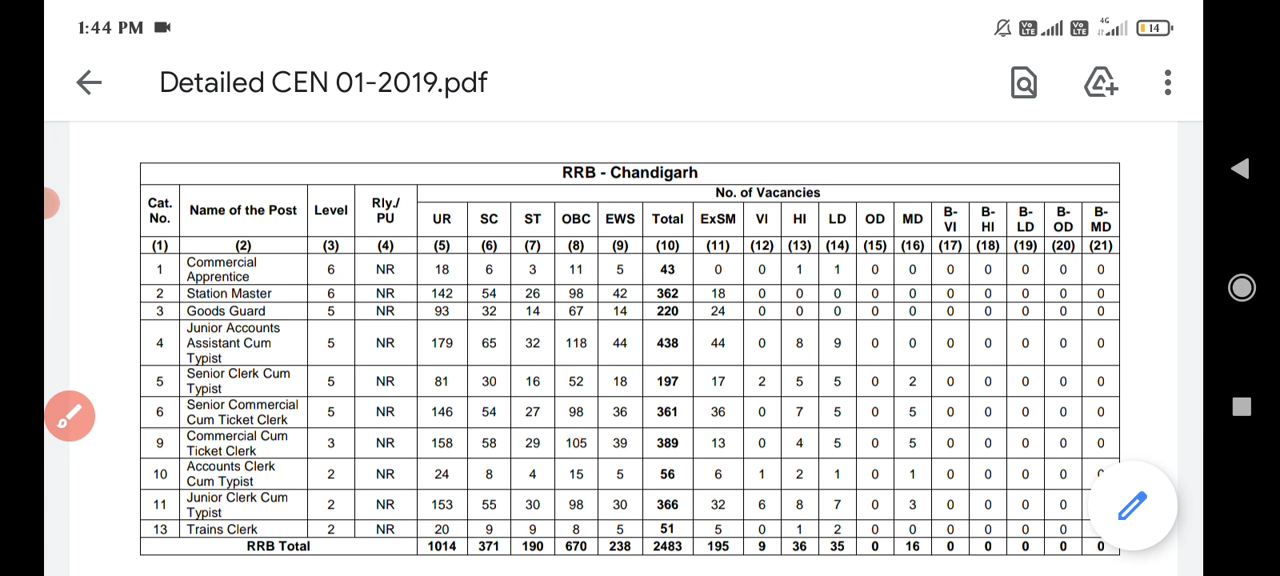 1:44 PM
Vo LTE Vo LTE 4G 14
Detailed CEN 01-2019.pdf
RRB - Chandigarh
Cat. No. Name of the Post Level Rly./ PU No. of Vacancies
UR SC ST OBC EWS Total ExSM VI HI LD OD MD B-VI B-HI B-LD B-OD B-MD
(1) (2) (3) (4) (5) (6) (7) (8) (9) (10) (11) (12) (13) (14) (15) (16) (17) (18) (19) (20) (21)
1 Commercial Apprentice 6 NR 18 6 3 11 5 43 0 0 1 1 0 0 0 0 0 0 0
2 Station Master 6 NR 142 54 26 98 42 362 18 0 0 0 0 0 0 0 0 0 0
3 Goods Guard 5 NR 93 32 14 67 14 220 24 0 0 0 0 0 0 0 0 0 0
4 Junior Accounts Assistant Cum Typist 5 NR 179 65 32 118 44 438 44 0 8 9 0 0 0 0 0 0 0
5 Senior Clerk Cum Typist 5 NR 81 30 16 52 18 197 17 2 5 5 0 2 0 0 0 0 0
6 Senior Commercial Cum Ticket Clerk 5 NR 146 54 27 98 36 361 36 0 7 5 0 5 0 0 0 0 0
9 Commercial Cum Ticket Clerk 3 NR 158 58 29 105 39 389 13 0 4 5 0 5 0 0 0 0 0
10 Accounts Clerk Cum Typist 2 NR 24 8 4 15 5 56 6 1 2 1 0 1 0 0 0 0
11 Junior Clerk Cum Typist 2 NR 153 55 30 98 30 366 32 6 8 7 0 3 0 0 0 0
13 Trains Clerk 2 NR 20 9 9 8 5 51 5 0 1 2 0 0 0 0 0 0 0
RRB Total 1014 371 190 670 238 2483 195 9 36 35 0 16 0 0 0 0 0